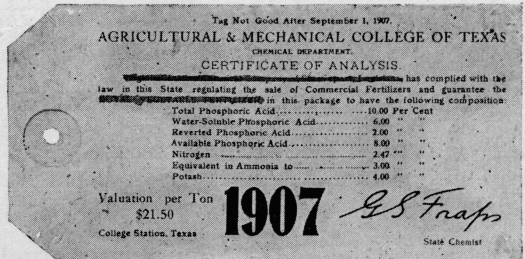 Tag Not Good After September 1, 1907.
AGRICULTURAL & MECHANICAL COLLEGE OF TEXAS
CHEMICAL DEPARTMENT.
CERTIFICATE OF ANALYSIS.
has complied with the
law in this State regulating the sale of Commercial Fertilizers and guarantee the
in this package to have the following composition:
Total Phosphoric Acid 10.00 Per Cent
Water-Soluble Phosphoric Acid 6.00 " "
Reverted Phosphoric Acid 2.00 " "
Available Phosphoric Acid 8.00 " "
Nitrogen 2.47 " "
Equivalent in Ammonia to 3.00 " "
Potash 4.00 " "
Valuation per Ton
$21.50
College Station, Texas
1907
G S Fraps
State Chemist